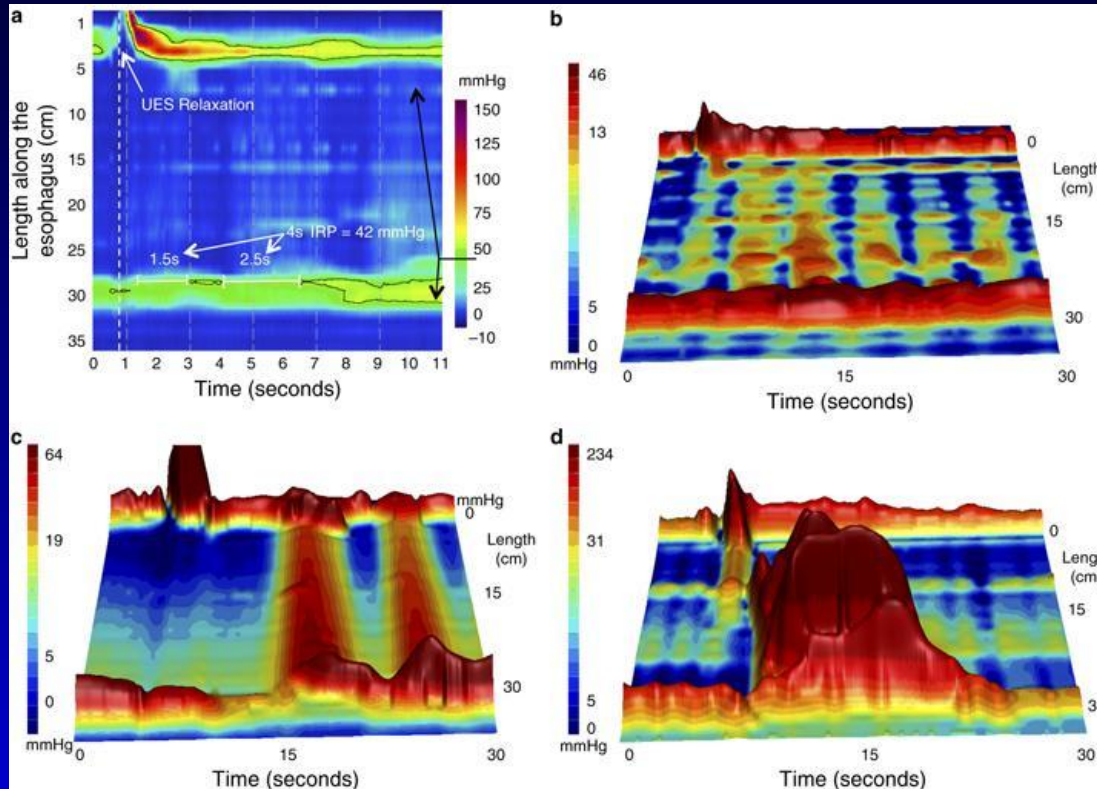 a
Length along the
esophagus (cm)
1
5
10
15
20
25
30
35
UES Relaxation
4s IRP = 42 mmHg
1.5s
2.5s
0 1 2 3 4 5 6 7 8 9 10 11
Time (seconds)
mmHg
150
125
100
75
50
25
0
–10
b
46
13
5
0
mmHg
0
Length
(cm)
15
30
0 15 30
Time (seconds)
c
64
19
5
0
mmHg
mmHg
0
Length
(cm)
15
30
0 15 30
Time (seconds)
d
234
31
5
0
mmHg
0
Lengt
(cm
15
3
0 15 30
Time (seconds)